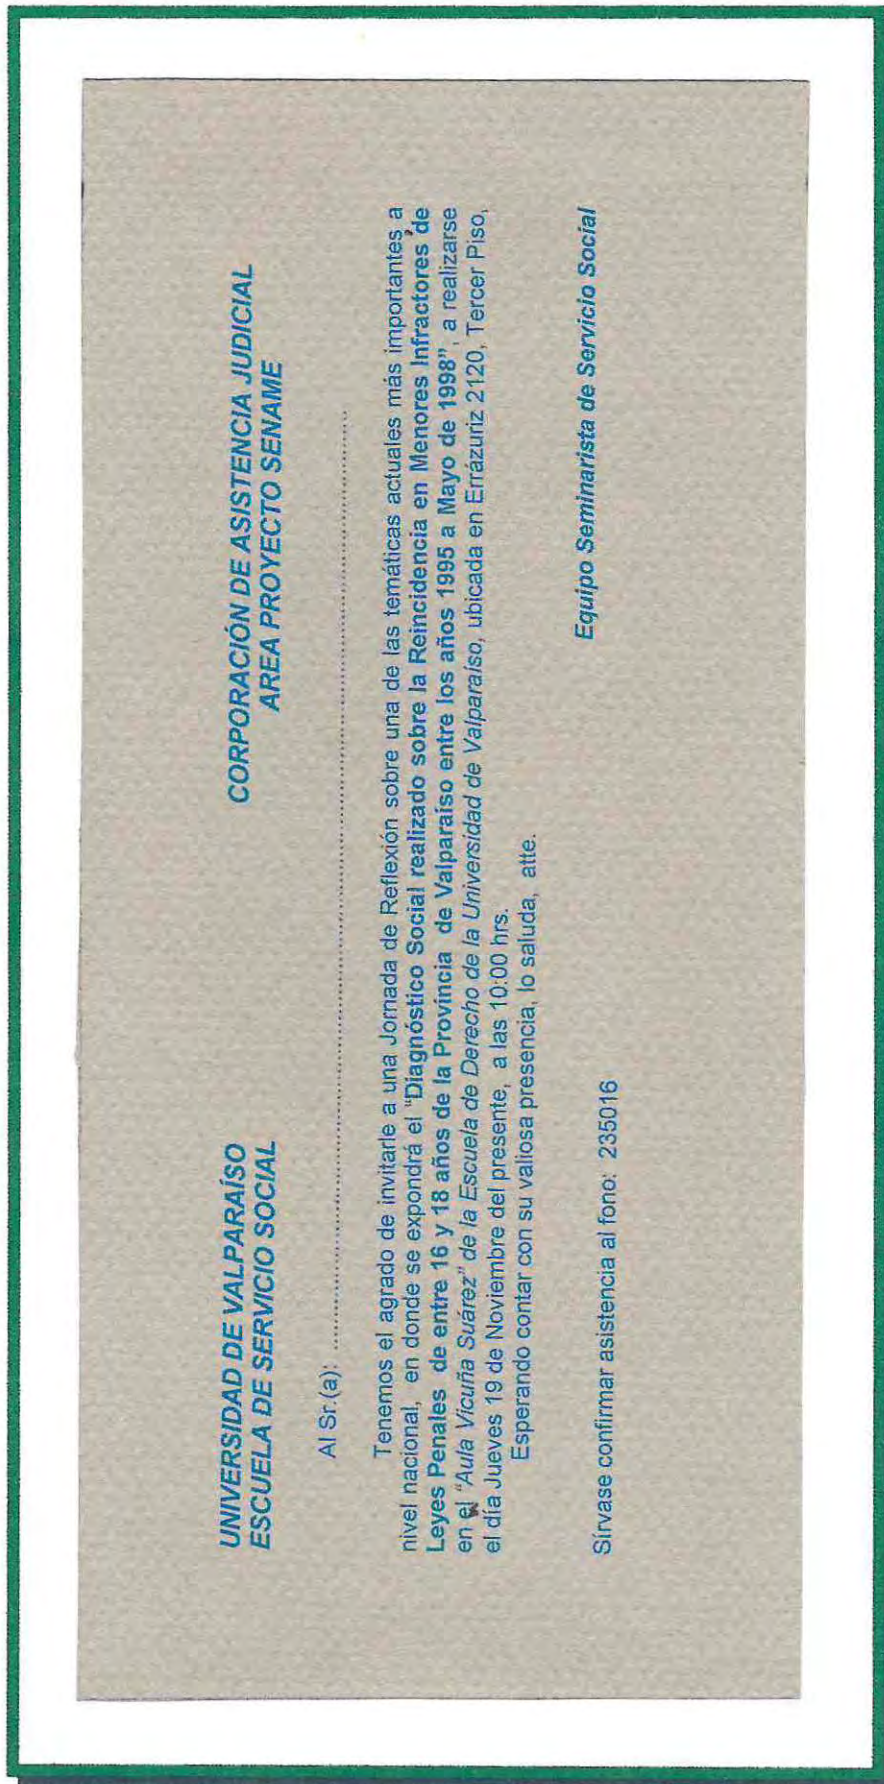 UNIVERSIDAD DE VALPARAÍSO
ESCUELA DE SERVICIO SOCIAL
CORPORACIÓN DE ASISTENCIA JUDICIAL
AREA PROYECTO SENAME
Al Sr.(a): ........................................................................
Tenemos el agrado de invitarle a una Jornada de Reflexión sobre una de las temáticas actuales más importantes a
nivel nacional, en donde se expondrá el "Diagnóstico Social realizado sobre la Reincidencia en Menores Infractores de
Leyes Penales de entre 16 y 18 años de la Provincia de Valparaíso entre los años 1995 a Mayo de 1998", a realizarse
en el "Aula Vicuña Suárez" de la Escuela de Derecho de la Universidad de Valparaíso, ubicada en Errázuriz 2120, Tercer Piso,
el día Jueves 19 de Noviembre del presente, a las 10:00 hrs.
Esperando contar con su valiosa presencia, lo saluda, atte.
Equipo Seminarista de Servicio Social
Sírvase confirmar asistencia al fono: 235016